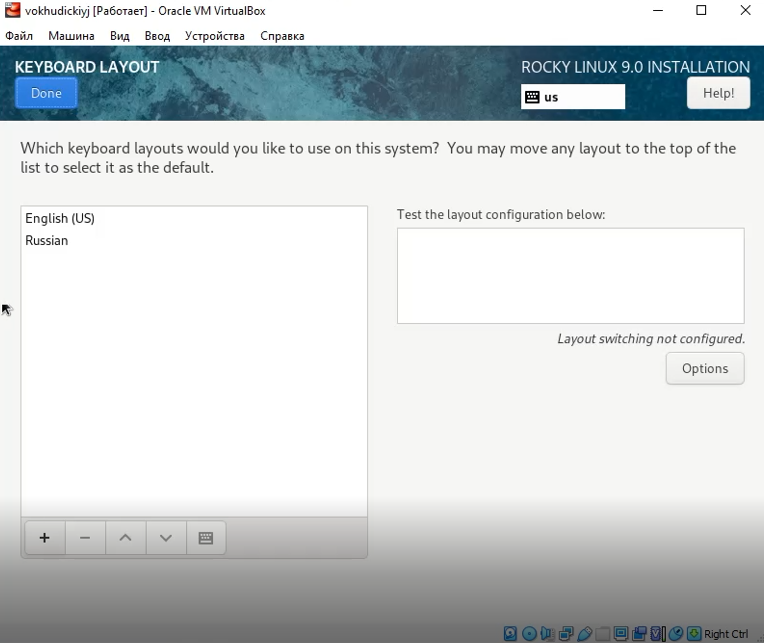 vokhudickiyj [Работает] - Oracle VM VirtualBox
Файл Машина Вид Ввод Устройства Справка
KEYBOARD LAYOUT
ROCKY LINUX 9.0 INSTALLATION
Done
us
Help!
Which keyboard layouts would you like to use on this system? You may move any layout to the top of the
list to select it as the default.
English (US)
Russian
Test the layout configuration below:
Layout switching not configured.
Options
Right Ctrl